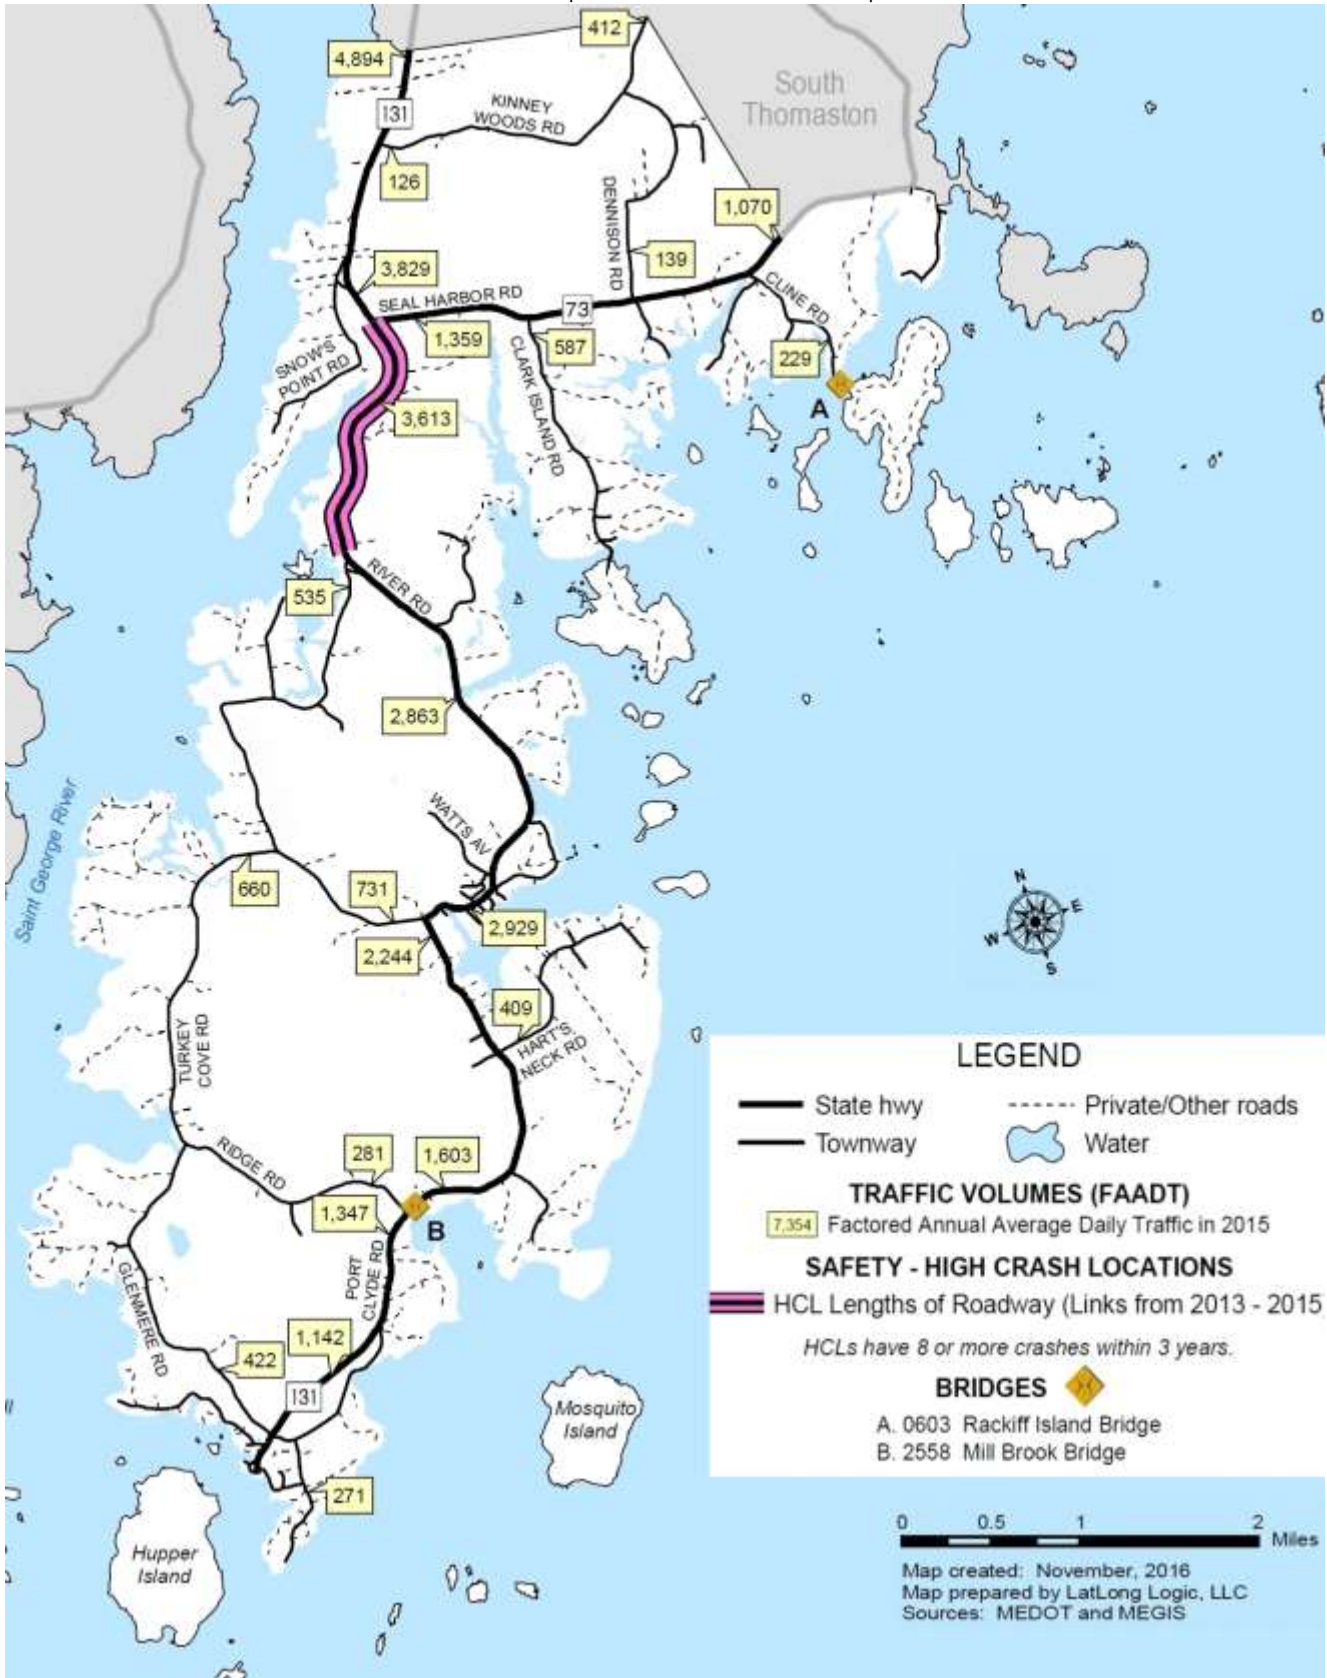 412
4,894
South
Thomaston
131
KINNEY
WOODS RD
126
DENNISON RD
1,070
139
3,829
SEAL HARBOR RD
73
CLINE RD
1,359
587
229
SNOW'S
POINT RD
CLARK ISLAND RD
A
3,613
535
RIVER RD
2,863
Saint George River
WATTS AV
660
731
2,929
2,244
409
HART'S
NECK RD
TURKEY
COVE RD
RIDGE RD
281
1,603
1,347
B
PORT
CLYDE RD
GLENMERE RD
1,142
422
131
271
Mosquito
Island
Hupper
Island
N
E
W
S
LEGEND
State hwy
Private/Other roads
Townway
Water
TRAFFIC VOLUMES (FAADT)
7,354 Factored Annual Average Daily Traffic in 2015
SAFETY - HIGH CRASH LOCATIONS
HCL Lengths of Roadway (Links from 2013 - 2015)
HCLs have 8 or more crashes within 3 years.
BRIDGES
A. 0603 Rackiff Island Bridge
B. 2558 Mill Brook Bridge
0 0.5 1 2 Miles
Map created: November, 2016
Map prepared by LatLong Logic, LLC
Sources: MEDOT and MEGIS